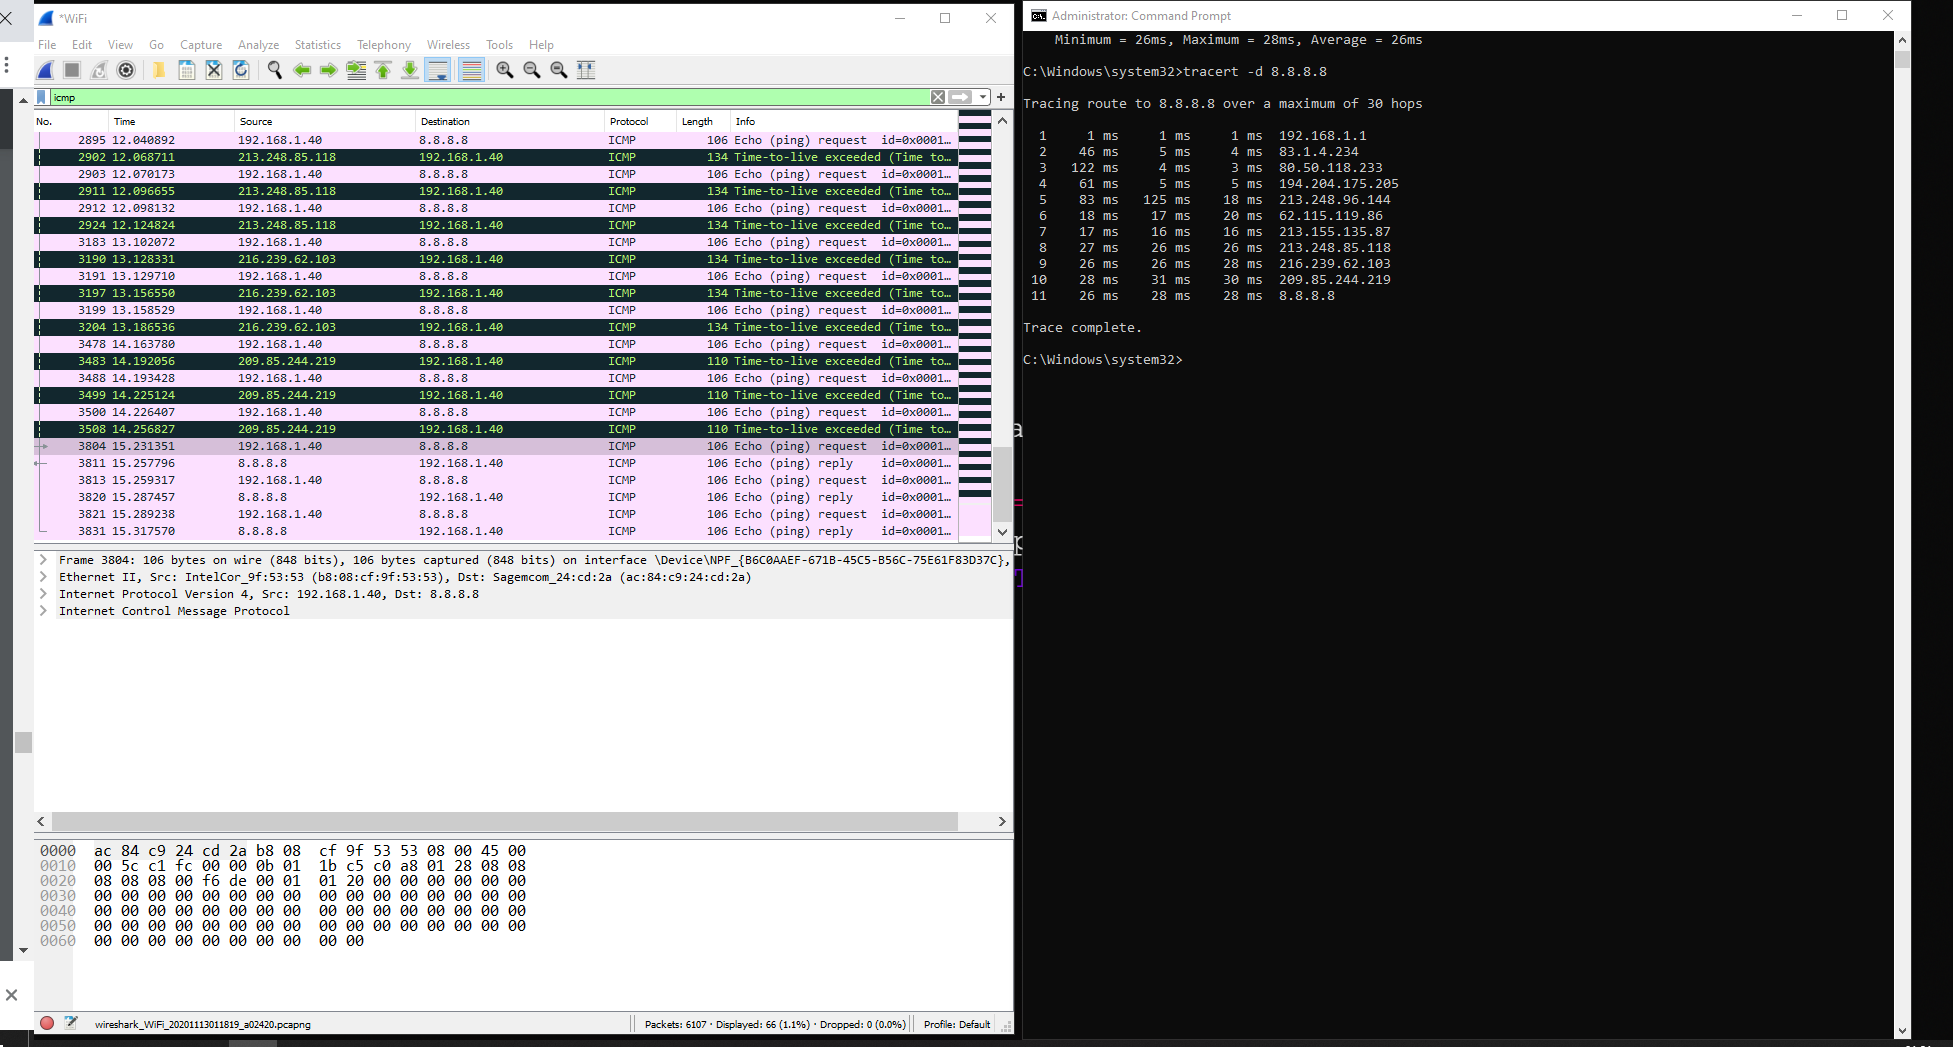 *WiFi
File Edit View Go Capture Analyze Statistics Telephony Wireless Tools Help
icmp
No. Time Source Destination Protocol Length Info
2895 12.040892 192.168.1.40 8.8.8.8 ICMP 106 Echo (ping) request id=0x0001…
2902 12.068711 213.248.85.118 192.168.1.40 ICMP 134 Time-to-live exceeded (Time to…
2903 12.070173 192.168.1.40 8.8.8.8 ICMP 106 Echo (ping) request id=0x0001…
2911 12.096655 213.248.85.118 192.168.1.40 ICMP 134 Time-to-live exceeded (Time to…
2912 12.098132 192.168.1.40 8.8.8.8 ICMP 106 Echo (ping) request id=0x0001…
2924 12.124824 213.248.85.118 192.168.1.40 ICMP 134 Time-to-live exceeded (Time to…
3183 13.102072 192.168.1.40 8.8.8.8 ICMP 106 Echo (ping) request id=0x0001…
3190 13.128331 216.239.62.103 192.168.1.40 ICMP 134 Time-to-live exceeded (Time to…
3191 13.129710 192.168.1.40 8.8.8.8 ICMP 106 Echo (ping) request id=0x0001…
3197 13.156550 216.239.62.103 192.168.1.40 ICMP 134 Time-to-live exceeded (Time to…
3199 13.158529 192.168.1.40 8.8.8.8 ICMP 106 Echo (ping) request id=0x0001…
3204 13.186536 216.239.62.103 192.168.1.40 ICMP 134 Time-to-live exceeded (Time to…
3478 14.163780 192.168.1.40 8.8.8.8 ICMP 106 Echo (ping) request id=0x0001…
3483 14.192056 209.85.244.219 192.168.1.40 ICMP 110 Time-to-live exceeded (Time to…
3488 14.193428 192.168.1.40 8.8.8.8 ICMP 106 Echo (ping) request id=0x0001…
3499 14.225124 209.85.244.219 192.168.1.40 ICMP 110 Time-to-live exceeded (Time to…
3500 14.226407 192.168.1.40 8.8.8.8 ICMP 106 Echo (ping) request id=0x0001…
3508 14.256827 209.85.244.219 192.168.1.40 ICMP 110 Time-to-live exceeded (Time to…
3804 15.231351 192.168.1.40 8.8.8.8 ICMP 106 Echo (ping) request id=0x0001…
3811 15.257796 8.8.8.8 192.168.1.40 ICMP 106 Echo (ping) reply id=0x0001…
3813 15.259317 192.168.1.40 8.8.8.8 ICMP 106 Echo (ping) request id=0x0001…
3820 15.287457 8.8.8.8 192.168.1.40 ICMP 106 Echo (ping) reply id=0x0001…
3821 15.289238 192.168.1.40 8.8.8.8 ICMP 106 Echo (ping) request id=0x0001…
3831 15.317570 8.8.8.8 192.168.1.40 ICMP 106 Echo (ping) reply id=0x0001…
Frame 3804: 106 bytes on wire (848 bits), 106 bytes captured (848 bits) on interface \Device\NPF_{B6C0AAEF-671B-45C5-B56C-75E61F83D37C},
Ethernet II, Src: IntelCor_9f:53:53 (b8:08:cf:9f:53:53), Dst: Sagemcom_24:cd:2a (ac:84:c9:24:cd:2a)
Internet Protocol Version 4, Src: 192.168.1.40, Dst: 8.8.8.8
Internet Control Message Protocol
0000 ac 84 c9 24 cd 2a b8 08 cf 9f 53 53 08 00 45 00
0010 00 5c c1 fc 00 00 0b 01 1b c5 c0 a8 01 28 08 08
0020 08 08 08 00 f6 de 00 01 01 20 00 00 00 00 00 00
0030 00 00 00 00 00 00 00 00 00 00 00 00 00 00 00 00
0040 00 00 00 00 00 00 00 00 00 00 00 00 00 00 00 00
0050 00 00 00 00 00 00 00 00 00 00 00 00 00 00 00 00
0060 00 00 00 00 00 00 00 00 00 00
wireshark_WiFi_20201113011819_a02420.pcapng
Packets: 6107 · Displayed: 66 (1.1%) · Dropped: 0 (0.0%)
Profile: Default
Administrator: Command Prompt
Minimum = 26ms, Maximum = 28ms, Average = 26ms
C:\Windows\system32>tracert -d 8.8.8.8
Tracing route to 8.8.8.8 over a maximum of 30 hops
1 1 ms 1 ms 1 ms 192.168.1.1
2 46 ms 5 ms 4 ms 83.1.4.234
3 122 ms 4 ms 3 ms 80.50.118.233
4 61 ms 5 ms 5 ms 194.204.175.205
5 83 ms 125 ms 18 ms 213.248.96.144
6 18 ms 17 ms 20 ms 62.115.119.86
7 17 ms 16 ms 16 ms 213.155.135.87
8 27 ms 26 ms 26 ms 213.248.85.118
9 26 ms 26 ms 28 ms 216.239.62.103
10 28 ms 31 ms 30 ms 209.85.244.219
11 26 ms 28 ms 28 ms 8.8.8.8
Trace complete.
C:\Windows\system32>